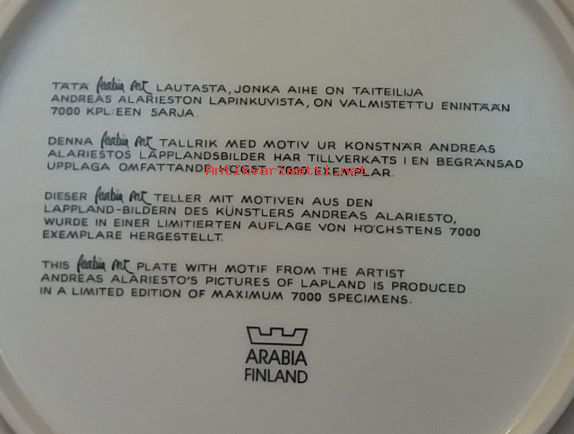 TÄTÄ Arabia Art LAUTASTA, JONKA AIHE ON TAITEILIJA
ANDREAS ALARIESTON LAPINKUVISTA, ON VALMISTETTU ENINTÄÄN
7000 KPL:EEN SARJA.
DENNA Arabia Art TALLRIK MED MOTIV UR KONSTNÄR ANDREAS
ALARIESTOS LAPPLANDSBILDER HAR TILLVERKATS I EN BEGRÄNSAD
UPPLAGA OMFATTANDE HÖGST 7000 EXEMPLAR.
DIESER Arabia Art TELLER MIT MOTIVEN AUS DEN
LAPPLAND-BILDERN DES KÜNSTLERS ANDREAS ALARIESTO,
WURDE IN EINER LIMITIERTEN AUFLAGE VON HÖCHSTENS 7000
EXEMPLARE HERGESTELLT.
THIS Arabia Art PLATE WITH MOTIF FROM THE ARTIST
ANDREAS ALARIESTO'S PICTURES OF LAPLAND IS PRODUCED
IN A LIMITED EDITION OF MAXIMUM 7000 SPECIMENS.
ARABIA
FINLAND